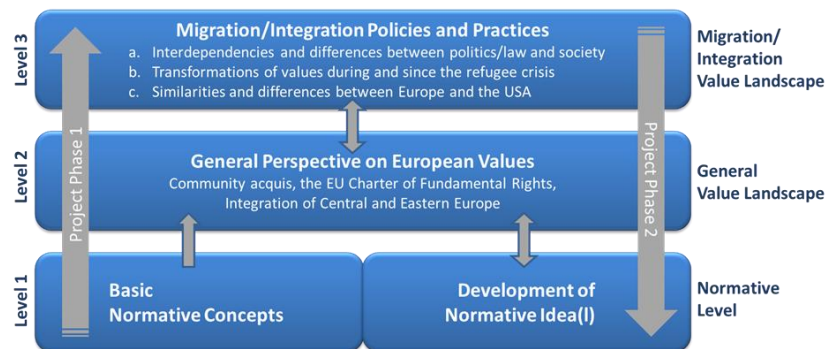 Level 3
Project Phase 1
Migration/Integration Policies and Practices
a. Interdependencies and differences between politics/law and society
b. Transformations of values during and since the refugee crisis
c. Similarities and differences between Europe and the USA
Project Phase 2
Migration/
Integration
Value Landscape
Level 2
General Perspective on European Values
Community acquis, the EU Charter of Fundamental Rights,
Integration of Central and Eastern Europe
General
Value Landscape
Level 1
Basic
Normative Concepts
Development of
Normative Idea(l)
Normative
Level